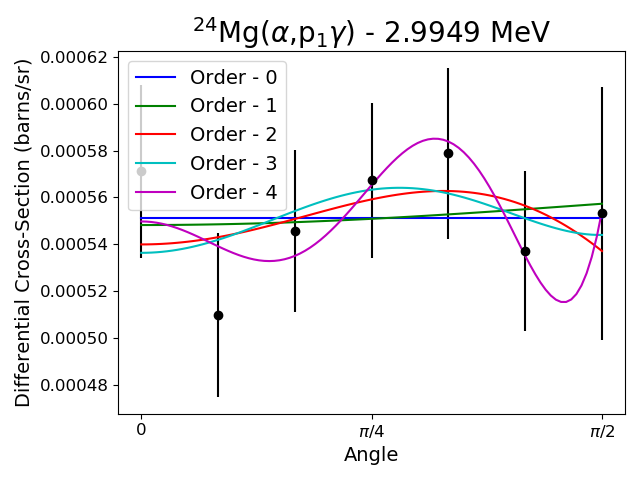 ²⁴Mg(α,p₁γ) - 2.9949 MeV
Differential Cross-Section (barns/sr)
0.00062
0.00060
0.00058
0.00056
0.00054
0.00052
0.00050
0.00048
Order - 0
Order - 1
Order - 2
Order - 3
Order - 4
0
π/4
π/2
Angle